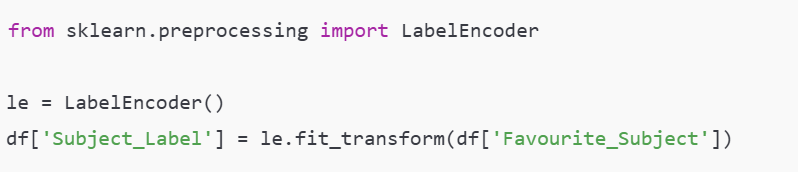 from sklearn.preprocessing import LabelEncoder
le = LabelEncoder()
df['Subject_Label'] = le.fit_transform(df['Favourite_Subject'])